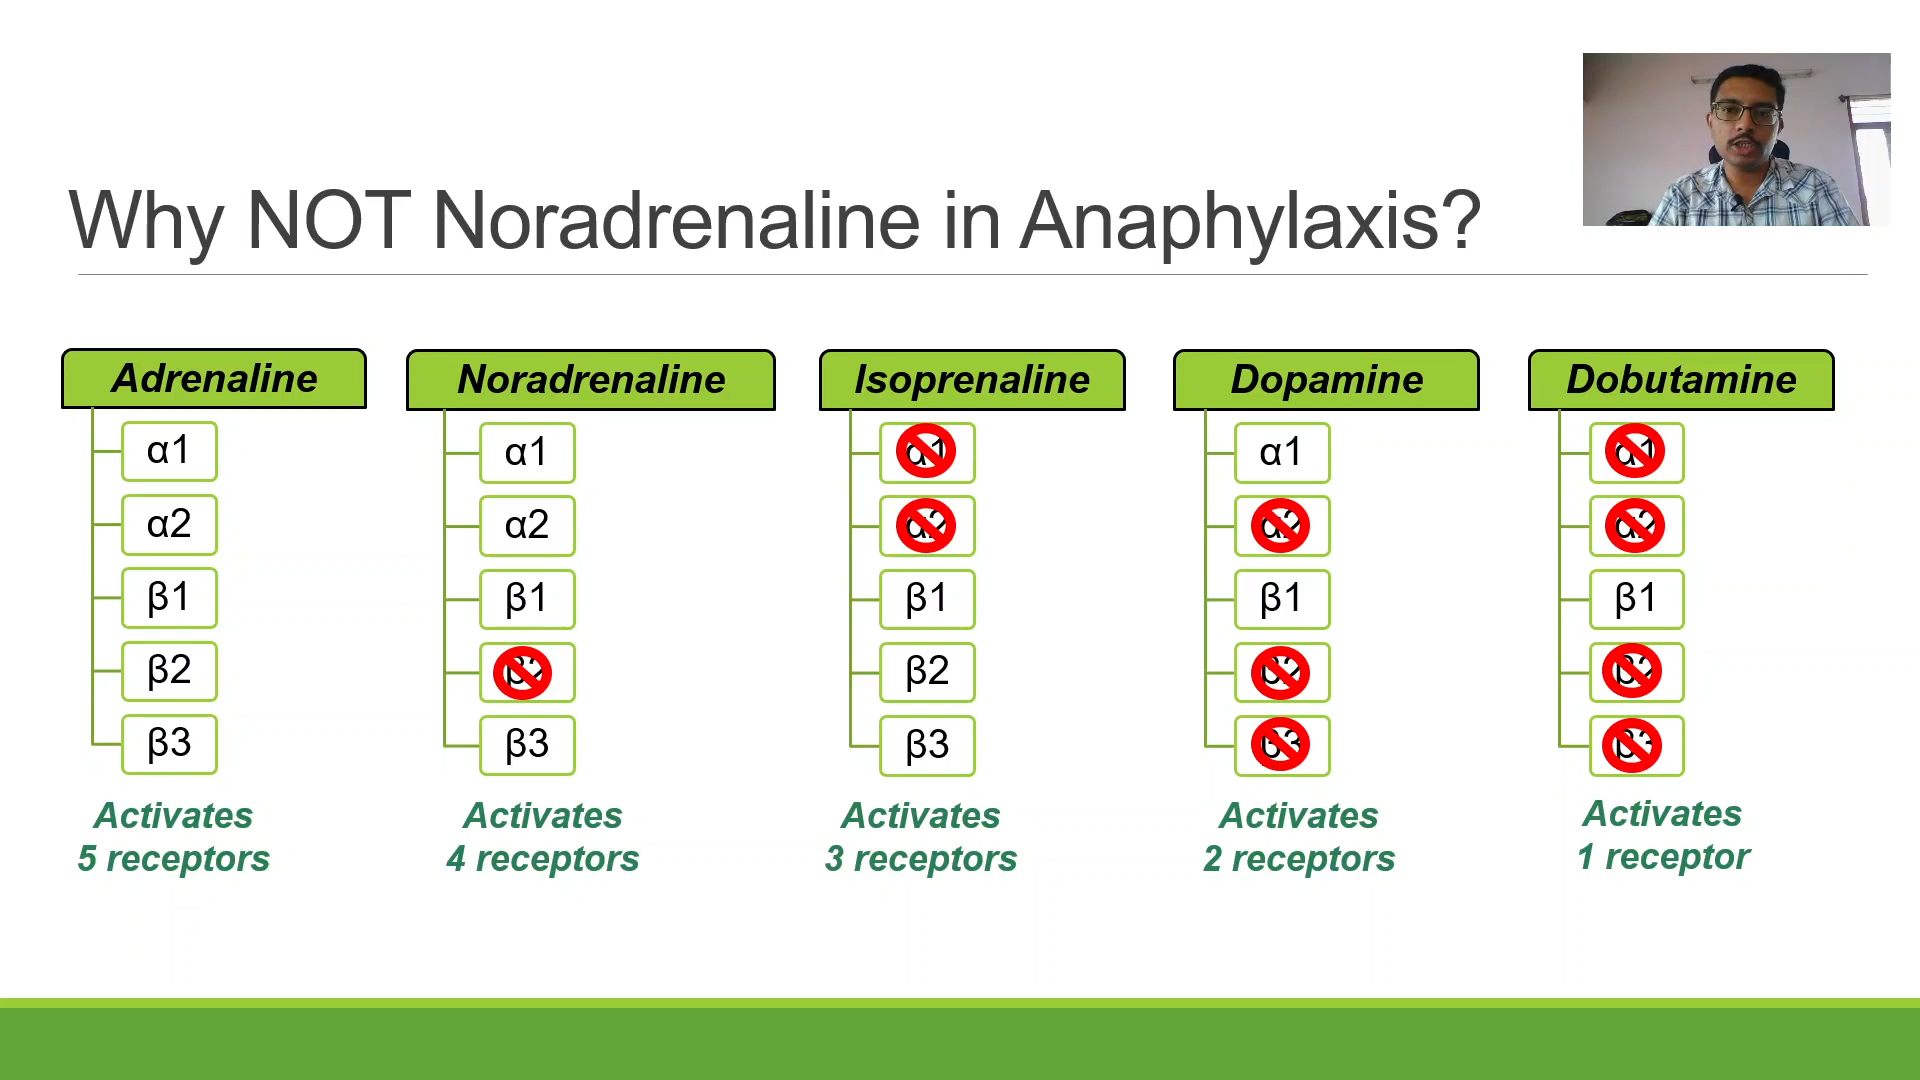 Why NOT Noradrenaline in Anaphylaxis?
Adrenaline
α1
α2
β1
β2
β3
Activates
5 receptors
Noradrenaline
α1
α2
β1
β2
β3
Activates
4 receptors
Isoprenaline
α1
α2
β1
β2
β3
Activates
3 receptors
Dopamine
α1
α2
β1
β2
β3
Activates
2 receptors
Dobutamine
α1
α2
β1
β2
β3
Activates
1 receptor